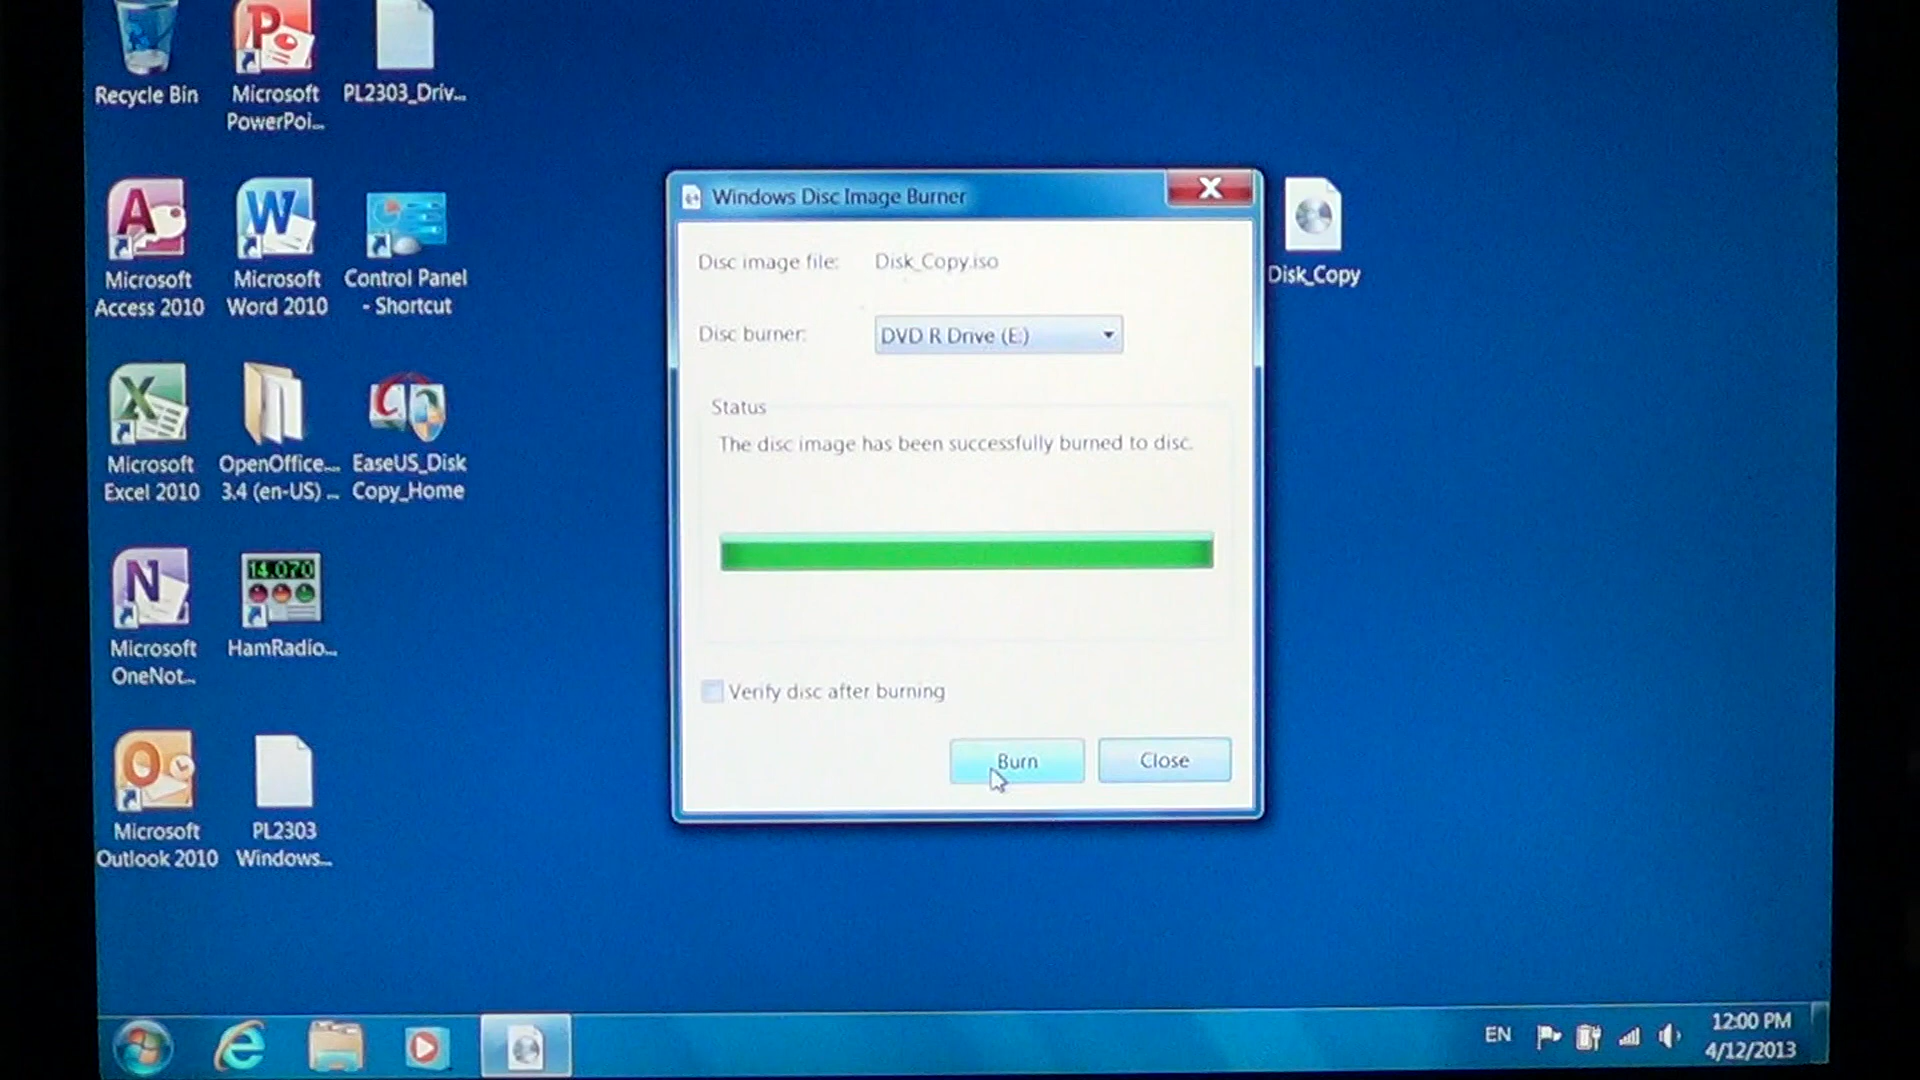 Recycle Bin
Microsoft
PowerPoi...
PL2303_Driv...
Microsoft
Access 2010
Microsoft
Word 2010
Control Panel
- Shortcut
Microsoft
Excel 2010
OpenOffice....
3.4 (en-US) ...
EaseUS_Disk
Copy_Home
Microsoft
OneNot...
14.070
HamRadio...
Microsoft
Outlook 2010
PL2303
Windows...
Windows Disc Image Burner
Disc image file: Disk_Copy.iso
Disc burner: DVD R Drive (E:)
Status
The disc image has been successfully burned to disc.
Verify disc after burning
Burn
Close
Disk_Copy
EN
12:00 PM
4/12/2013